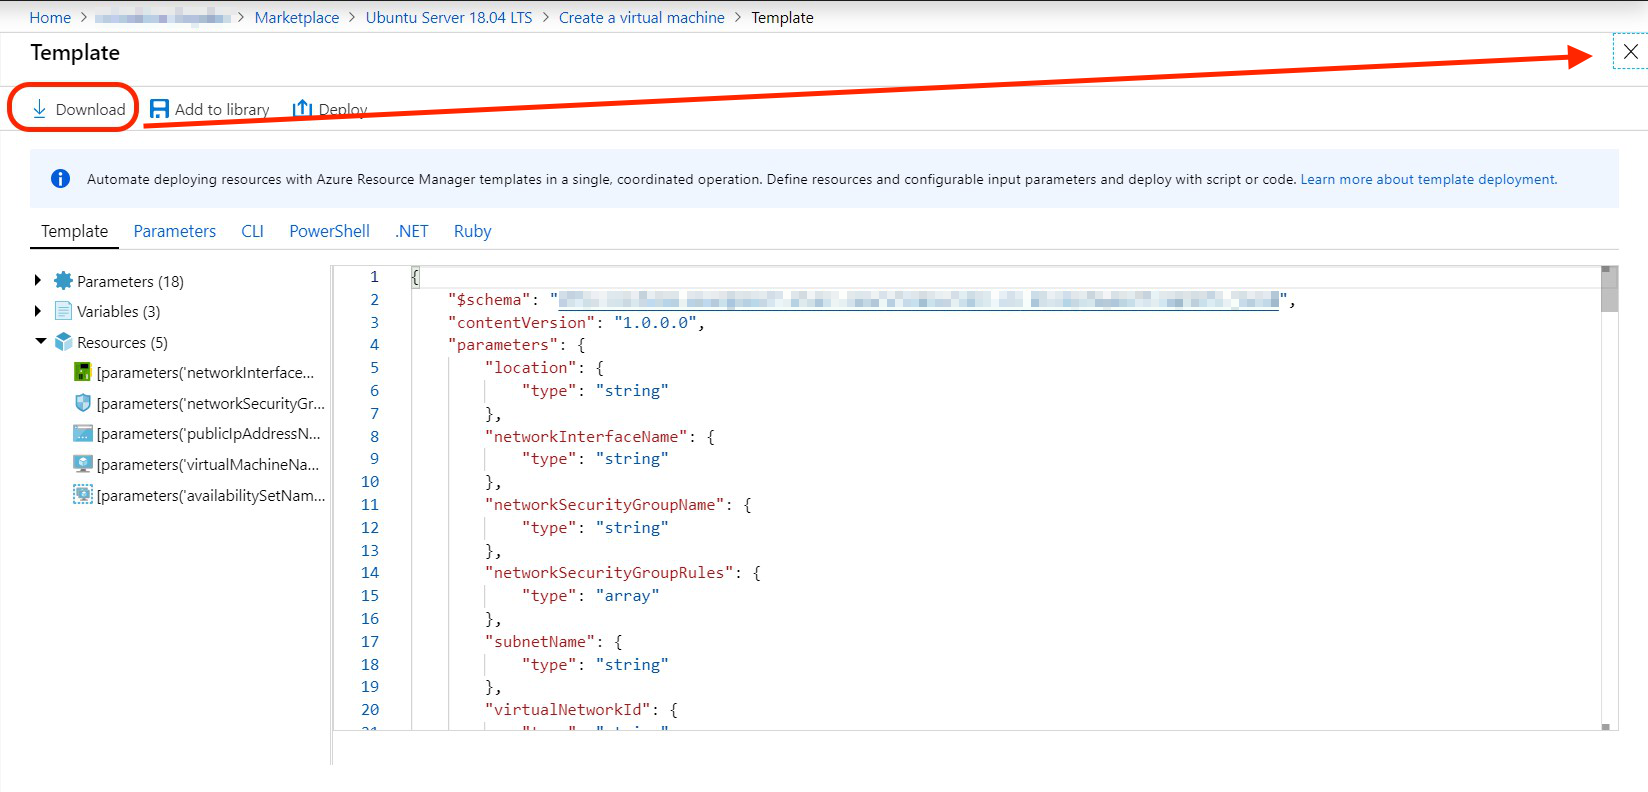 Home > > Marketplace > Ubuntu Server 18.04 LTS > Create a virtual machine > Template
Template
Download Add to library Deploy
Automate deploying resources with Azure Resource Manager templates in a single, coordinated operation. Define resources and configurable input parameters and deploy with script or code. Learn more about template deployment.
Template Parameters CLI PowerShell .NET Ruby
Parameters (18)
Variables (3)
Resources (5)
[parameters('networkInterface...
[parameters('networkSecurityGr...
[parameters('publicIpAddressN...
[parameters('virtualMachineNa...
[parameters('availabilitySetNam...
1 {
2 "$schema": "",
3 "contentVersion": "1.0.0.0",
4 "parameters": {
5 "location": {
6 "type": "string"
7 },
8 "networkInterfaceName": {
9 "type": "string"
10 },
11 "networkSecurityGroupName": {
12 "type": "string"
13 },
14 "networkSecurityGroupRules": {
15 "type": "array"
16 },
17 "subnetName": {
18 "type": "string"
19 },
20 "virtualNetworkId": {